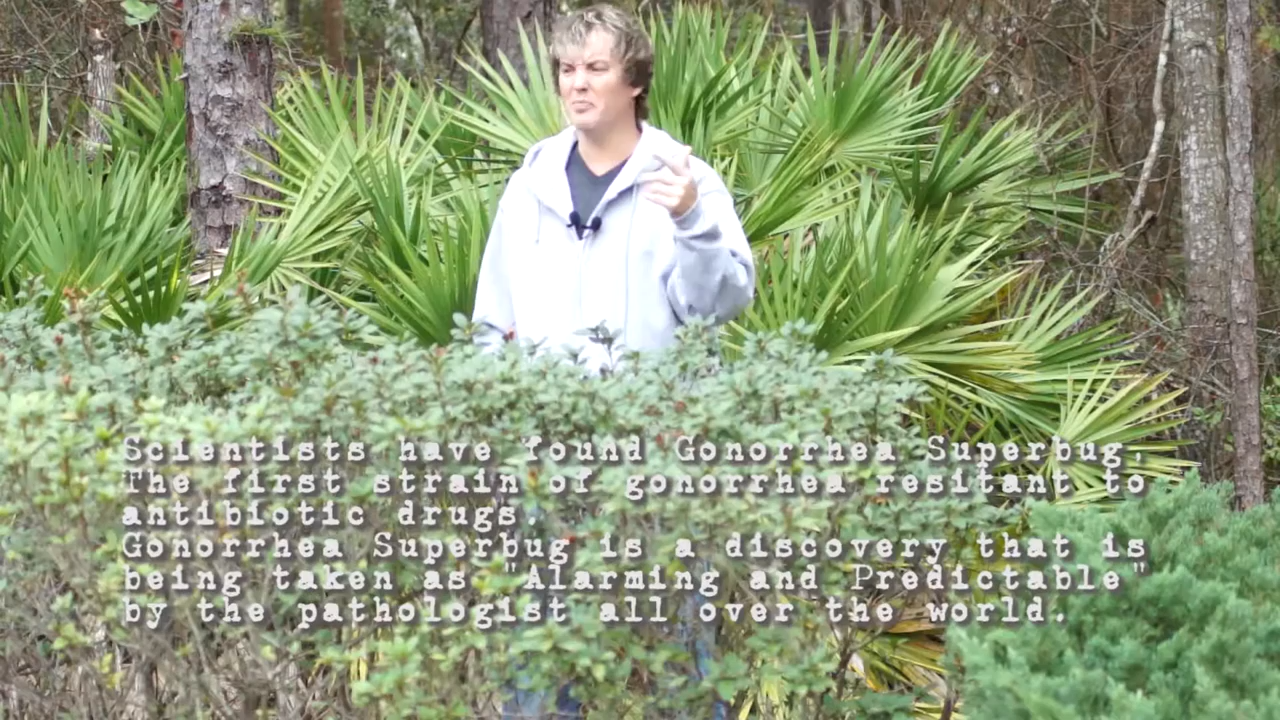 Scientists have found Gonorrhea Superbug.
The first strain of gonorrhea resitant to
antibiotic drugs.
Gonorrhea Superbug is a discovery that is
being taken as "Alarming and Predictable"
by the pathologist all over the world.